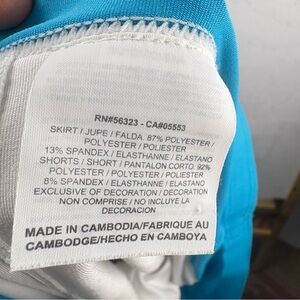 RN#56323 - CA#05553
SKIRT / JUPE / FALDA 87% POLYESTER /
POLYESTER / POLIESTER
13% SPANDEX / ELASTHANNE / ELASTANO
SHORTS / SHORT / PANTALON CORTO. 92%
POLYESTER / POLYESTER / POLIESTER
8% SPANDEX / ELASTHANNE / ELASTANO
EXCLUSIVE OF DECORATION / DECORATION
NON COMPRISE / NO INCLUYE LA
DECORACION
MADE IN CAMBODIA/FABRIQUE AU
CAMBODGE/HECHO EN CAMBOYA